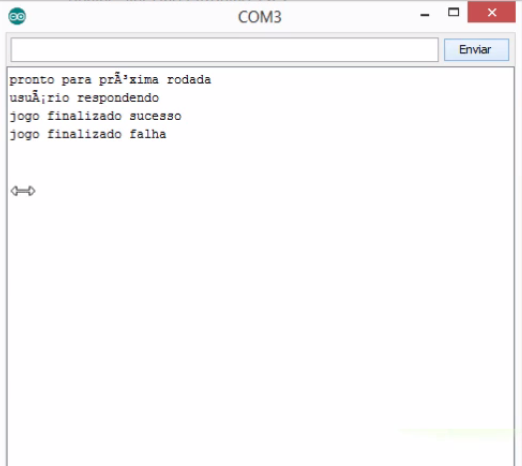 COM3
Enviar
pronto para prÃ³xima rodada
usuÃ¡rio respondendo
jogo finalizado sucesso
jogo finalizado falha